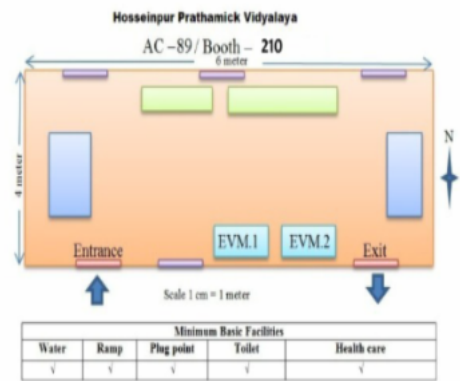 Hosseinpur Prathamick Vidyalaya
AC -89/ Booth - 210
6 meter
4 meter
N
EVM.1 EVM.2
Entrance Exit
Scale 1 cm = 1 meter
Minimum Basic Facilities
Water Ramp Plug point Toilet Health care
√ √ √ √ √